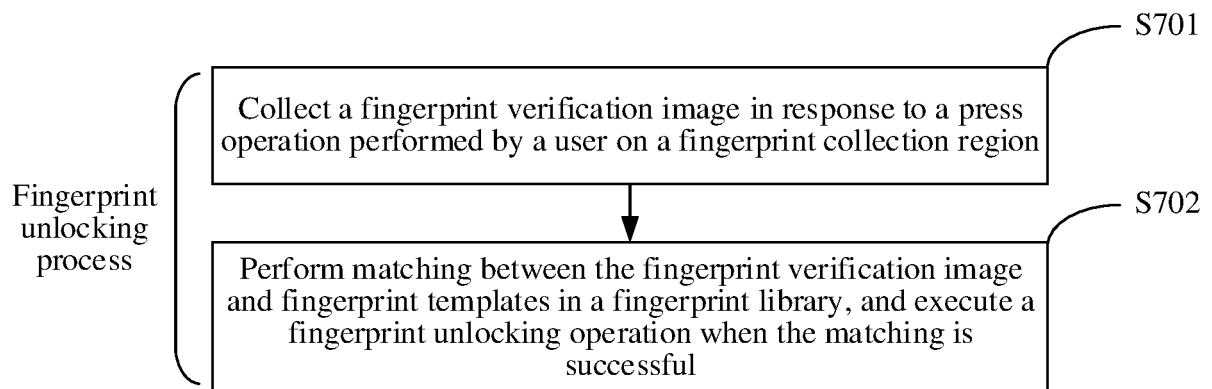 S701
Collect a fingerprint verification image in response to a press
operation performed by a user on a fingerprint collection region
Fingerprint
unlocking
process
S702
Perform matching between the fingerprint verification image
and fingerprint templates in a fingerprint library, and execute a
fingerprint unlocking operation when the matching is
successful